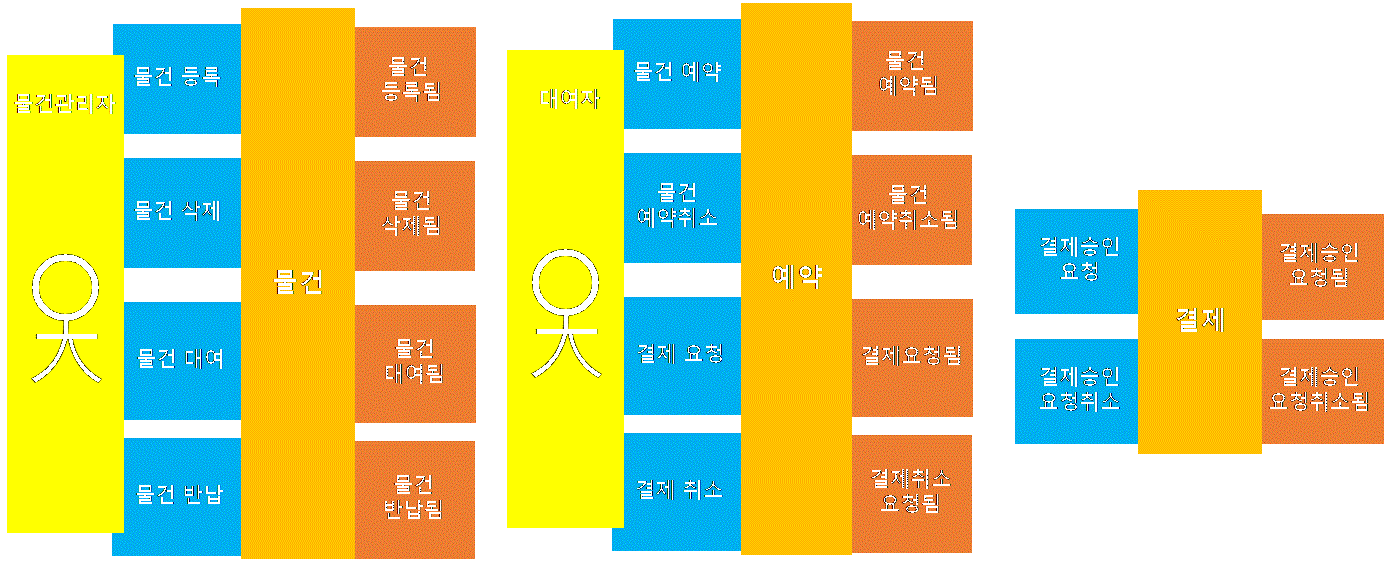 물건관리자
물건 등록
물건 삭제
물건 대여
물건 반납
물건
물건
등록됨
물건
삭제됨
물건
대여됨
물건
반납됨
대여자
물건 예약
물건
예약취소
결제 요청
결제 취소
예약
물건
예약됨
물건
예약취소됨
결제요청됨
결제취소
요청됨
결제승인
요청
결제승인
요청취소
결제
결제승인
요청됨
결제승인
요청취소됨